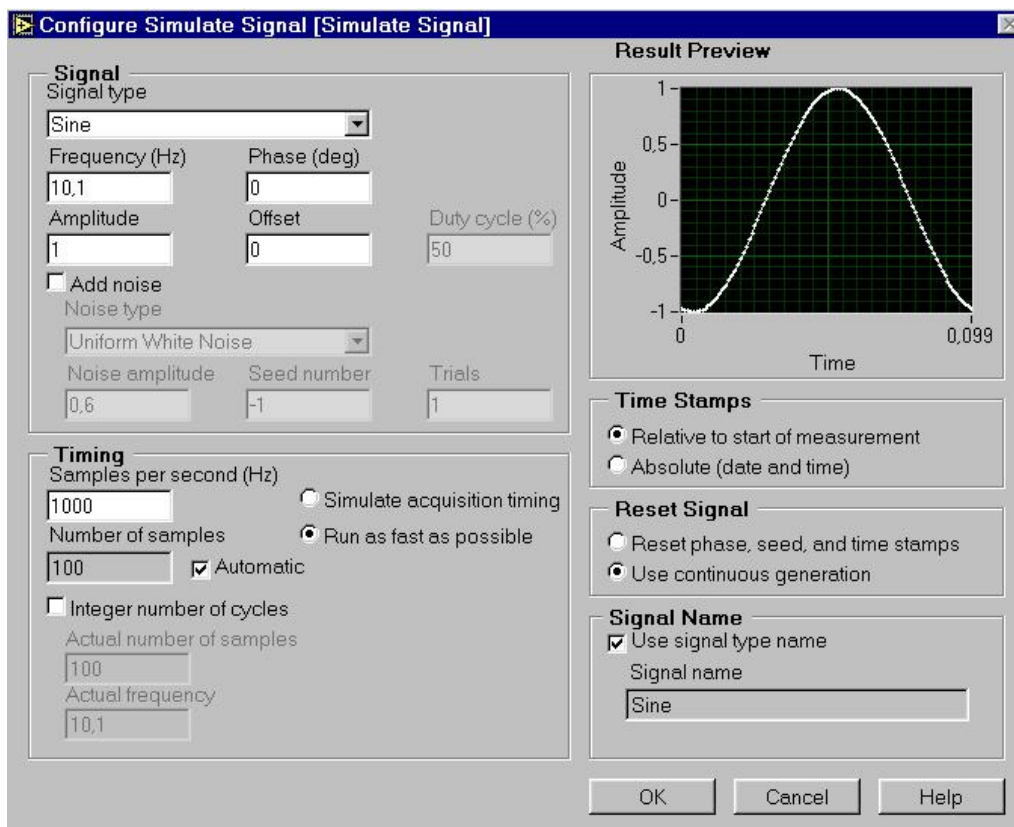 Configure Simulate Signal [Simulate Signal]
Signal
Signal type
Sine
Frequency (Hz) Phase (deg)
10,1 0
Amplitude Offset Duty cycle (%)
1 0 50
Add noise
Noise type
Uniform White Noise
Noise amplitude Seed number Trials
0,6 -1 1
Timing
Samples per second (Hz)
1000
Simulate acquisition timing
Number of samples
Run as fast as possible
100 Automatic
Integer number of cycles
Actual number of samples
100
Actual frequency
10,1
Result Preview
Amplitude
1
0,5
0
-0,5
-1
0 0,099
Time
Time Stamps
Relative to start of measurement
Absolute (date and time)
Reset Signal
Reset phase, seed, and time stamps
Use continuous generation
Signal Name
Use signal type name
Signal name
Sine
OK Cancel Help